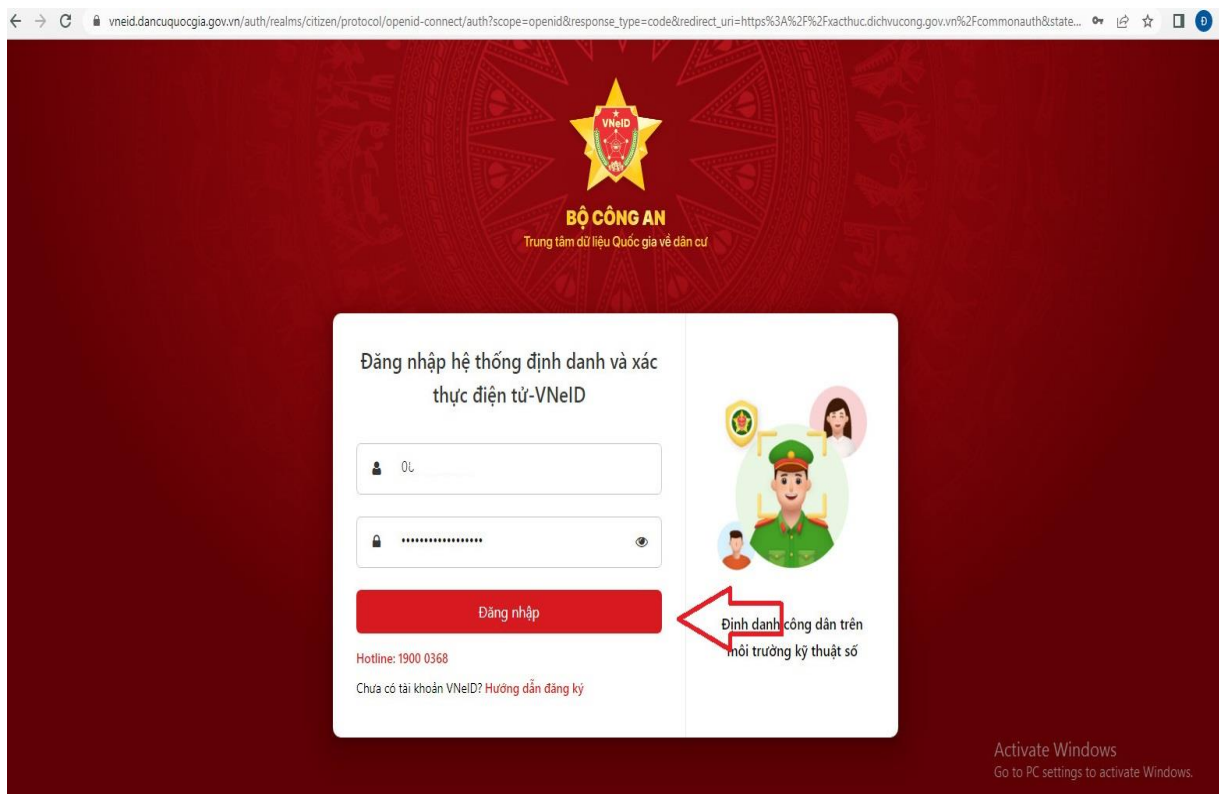 vneid.dancuquocgia.gov.vn/auth/realms/citizen/protocol/openid-connect/auth?scope=openid&response_type=code&redirect_uri=https%3A%2F%2Fxacthuc.dichvucong.gov.vn%2Fcommonauth&state...
Đ
VNeID
BỘ CÔNG AN
Trung tâm dữ liệu Quốc gia về dân cư
Đăng nhập hệ thống định danh và xác
thực điện tử-VNeID
••••••••••••••••••
Đăng nhập
Hotline: 1900 0368
Chưa có tài khoản VNeID? Hướng dẫn đăng ký
Định danh công dân trên
môi trường kỹ thuật số
Activate Windows
Go to PC settings to activate Windows.